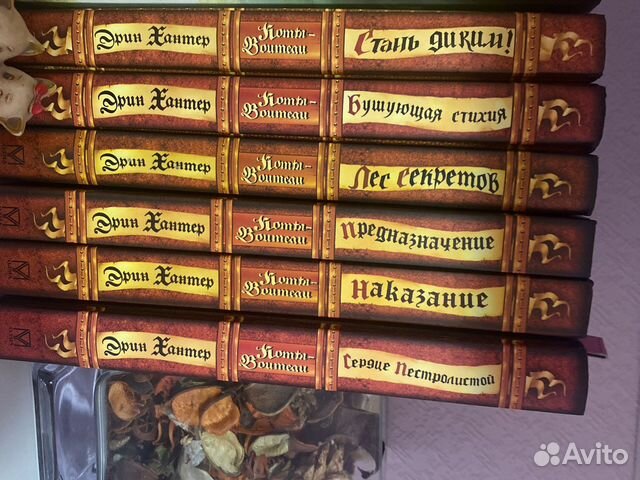 Эрин Хантер Коты-Воители Стань диким!
Эрин Хантер Коты-Воители Бушующая стихия
Эрин Хантер Коты-Воители Лес секретов
Эрин Хантер Коты-Воители Предназначение
Эрин Хантер Коты-Воители Наказание
Эрин Хантер Коты-Воители Сердце Пестролистой
Avito